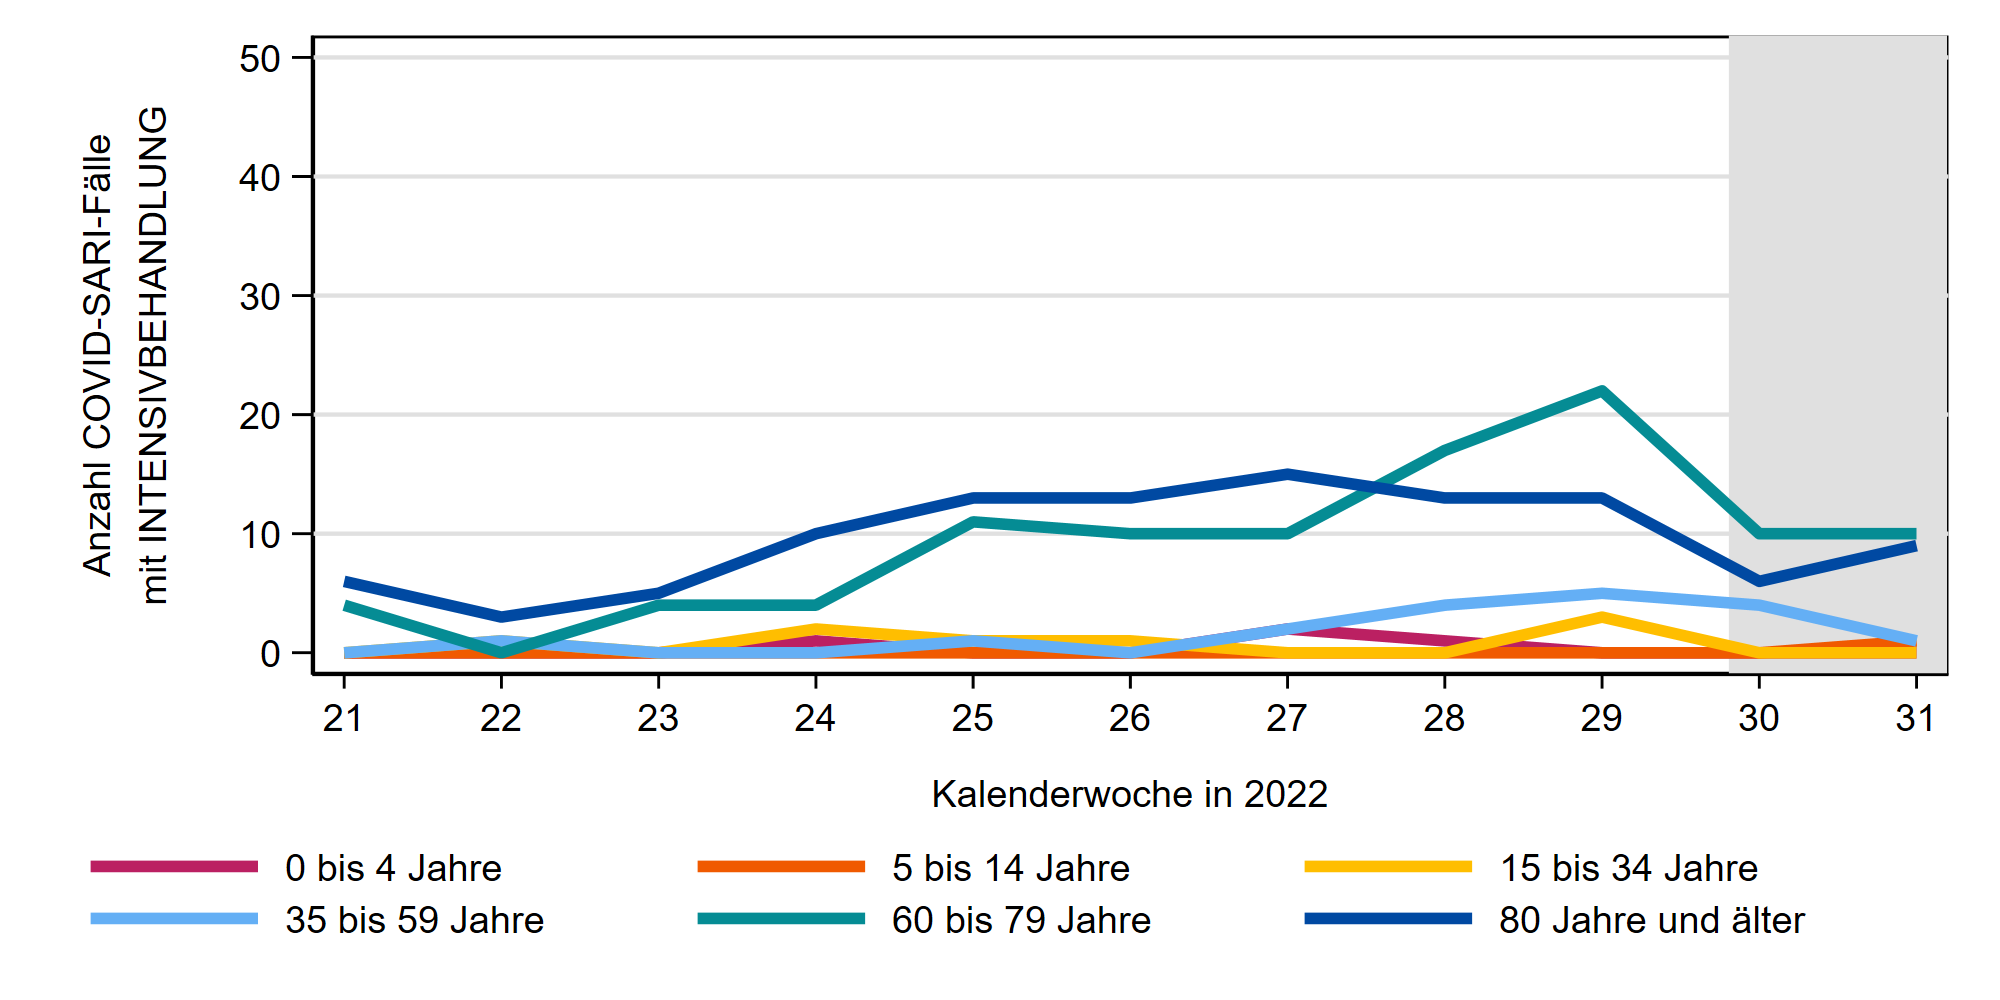 Anzahl COVID-SARI-Fälle
mit INTENSIVBEHANDLUNG
50
40
30
20
10
0
21 22 23 24 25 26 27 28 29 30 31
Kalenderwoche in 2022
0 bis 4 Jahre 5 bis 14 Jahre 15 bis 34 Jahre
35 bis 59 Jahre 60 bis 79 Jahre 80 Jahre und älter